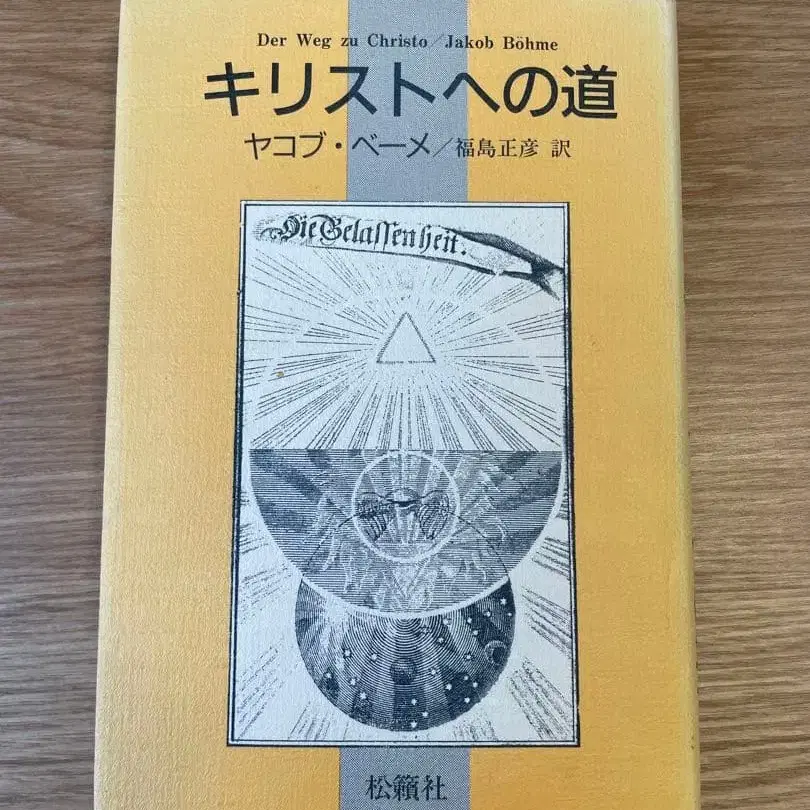 Der Weg zu Christo／Jakob Böhme
キリストへの道
ヤコブ・ベーメ／福島正彦 訳
Die Gelassenheit.
松籟社